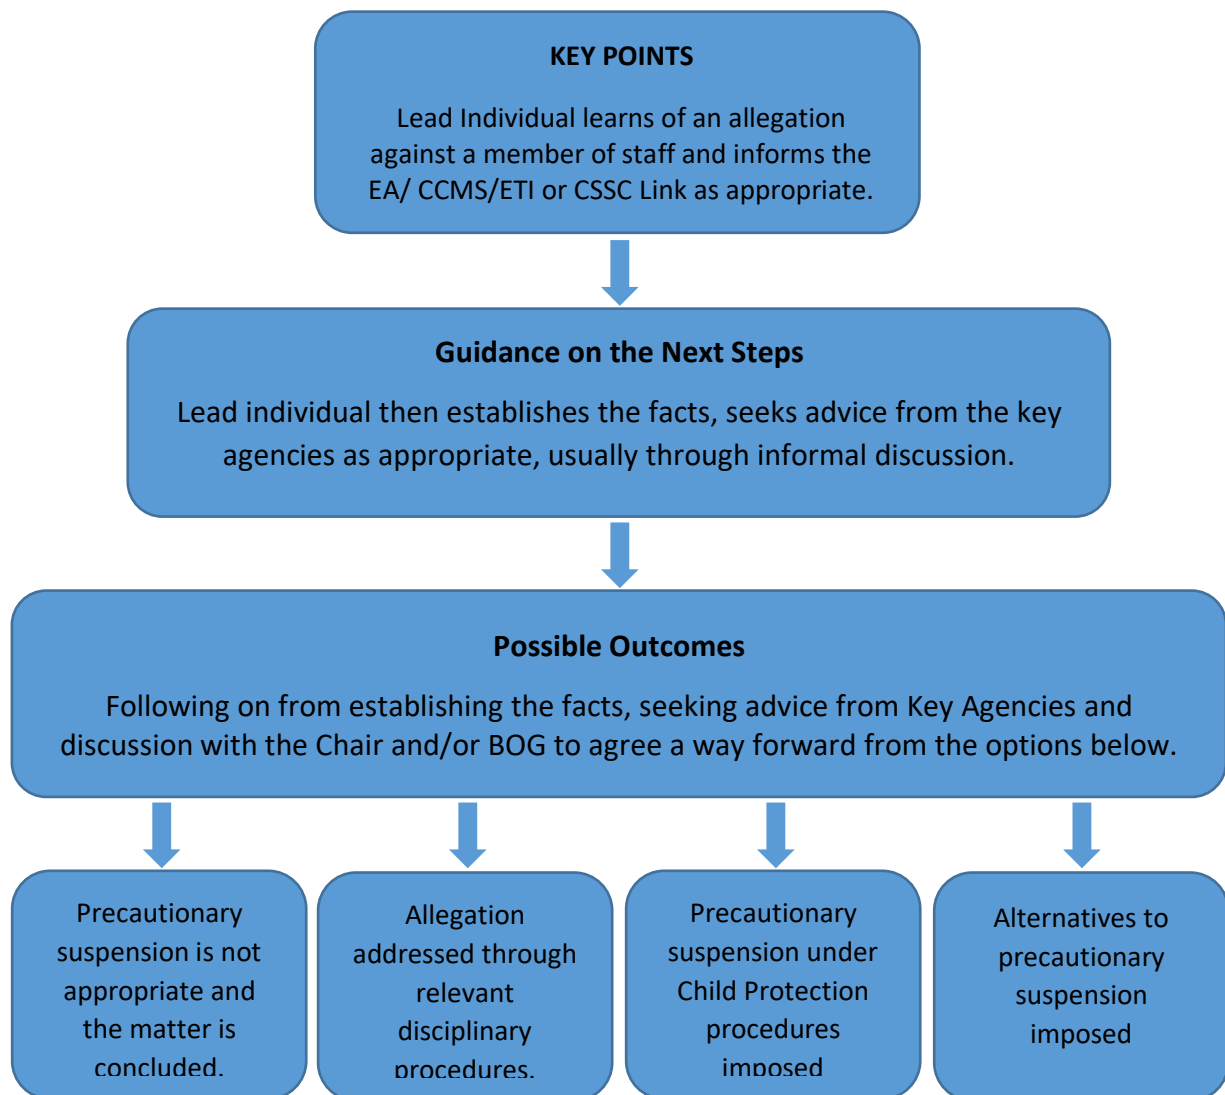 KEY POINTS
Lead Individual learns of an allegation
against a member of staff and informs the
EA/ CCMS/ETI or CSSC Link as appropriate.
Guidance on the Next Steps
Lead individual then establishes the facts, seeks advice from the key
agencies as appropriate, usually through informal discussion.
Possible Outcomes
Following on from establishing the facts, seeking advice from Key Agencies and
discussion with the Chair and/or BOG to agree a way forward from the options below.
Precautionary
suspension is not
appropriate and
the matter is
concluded.
Allegation
addressed through
relevant
disciplinary
procedures.
Precautionary
suspension under
Child Protection
procedures
imposed
Alternatives to
precautionary
suspension
imposed